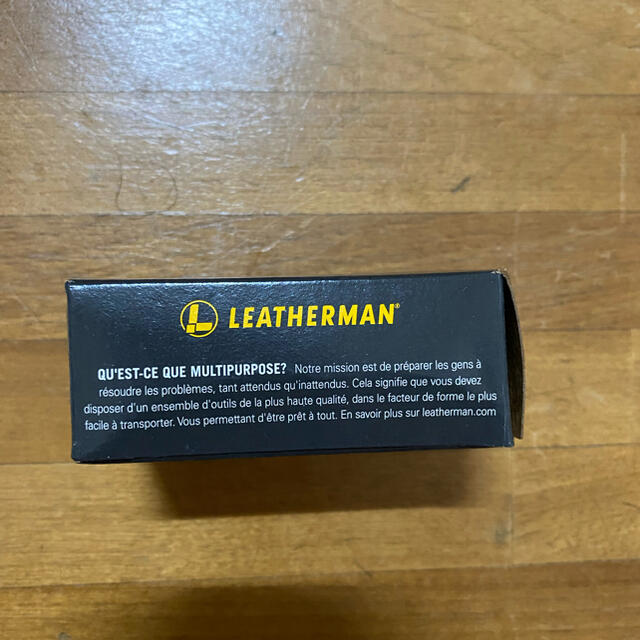 LEATHERMAN®
QU'EST-CE QUE MULTIPURPOSE? Notre mission est de préparer les gens à
résoudre les problèmes, tant attendus qu'inattendus. Cela signifie que vous devez
disposer d'un ensemble d'outils de la plus haute qualité, dans le facteur de forme le plus
facile à transporter. Vous permettant d'être prêt à tout. En savoir plus sur leatherman.com